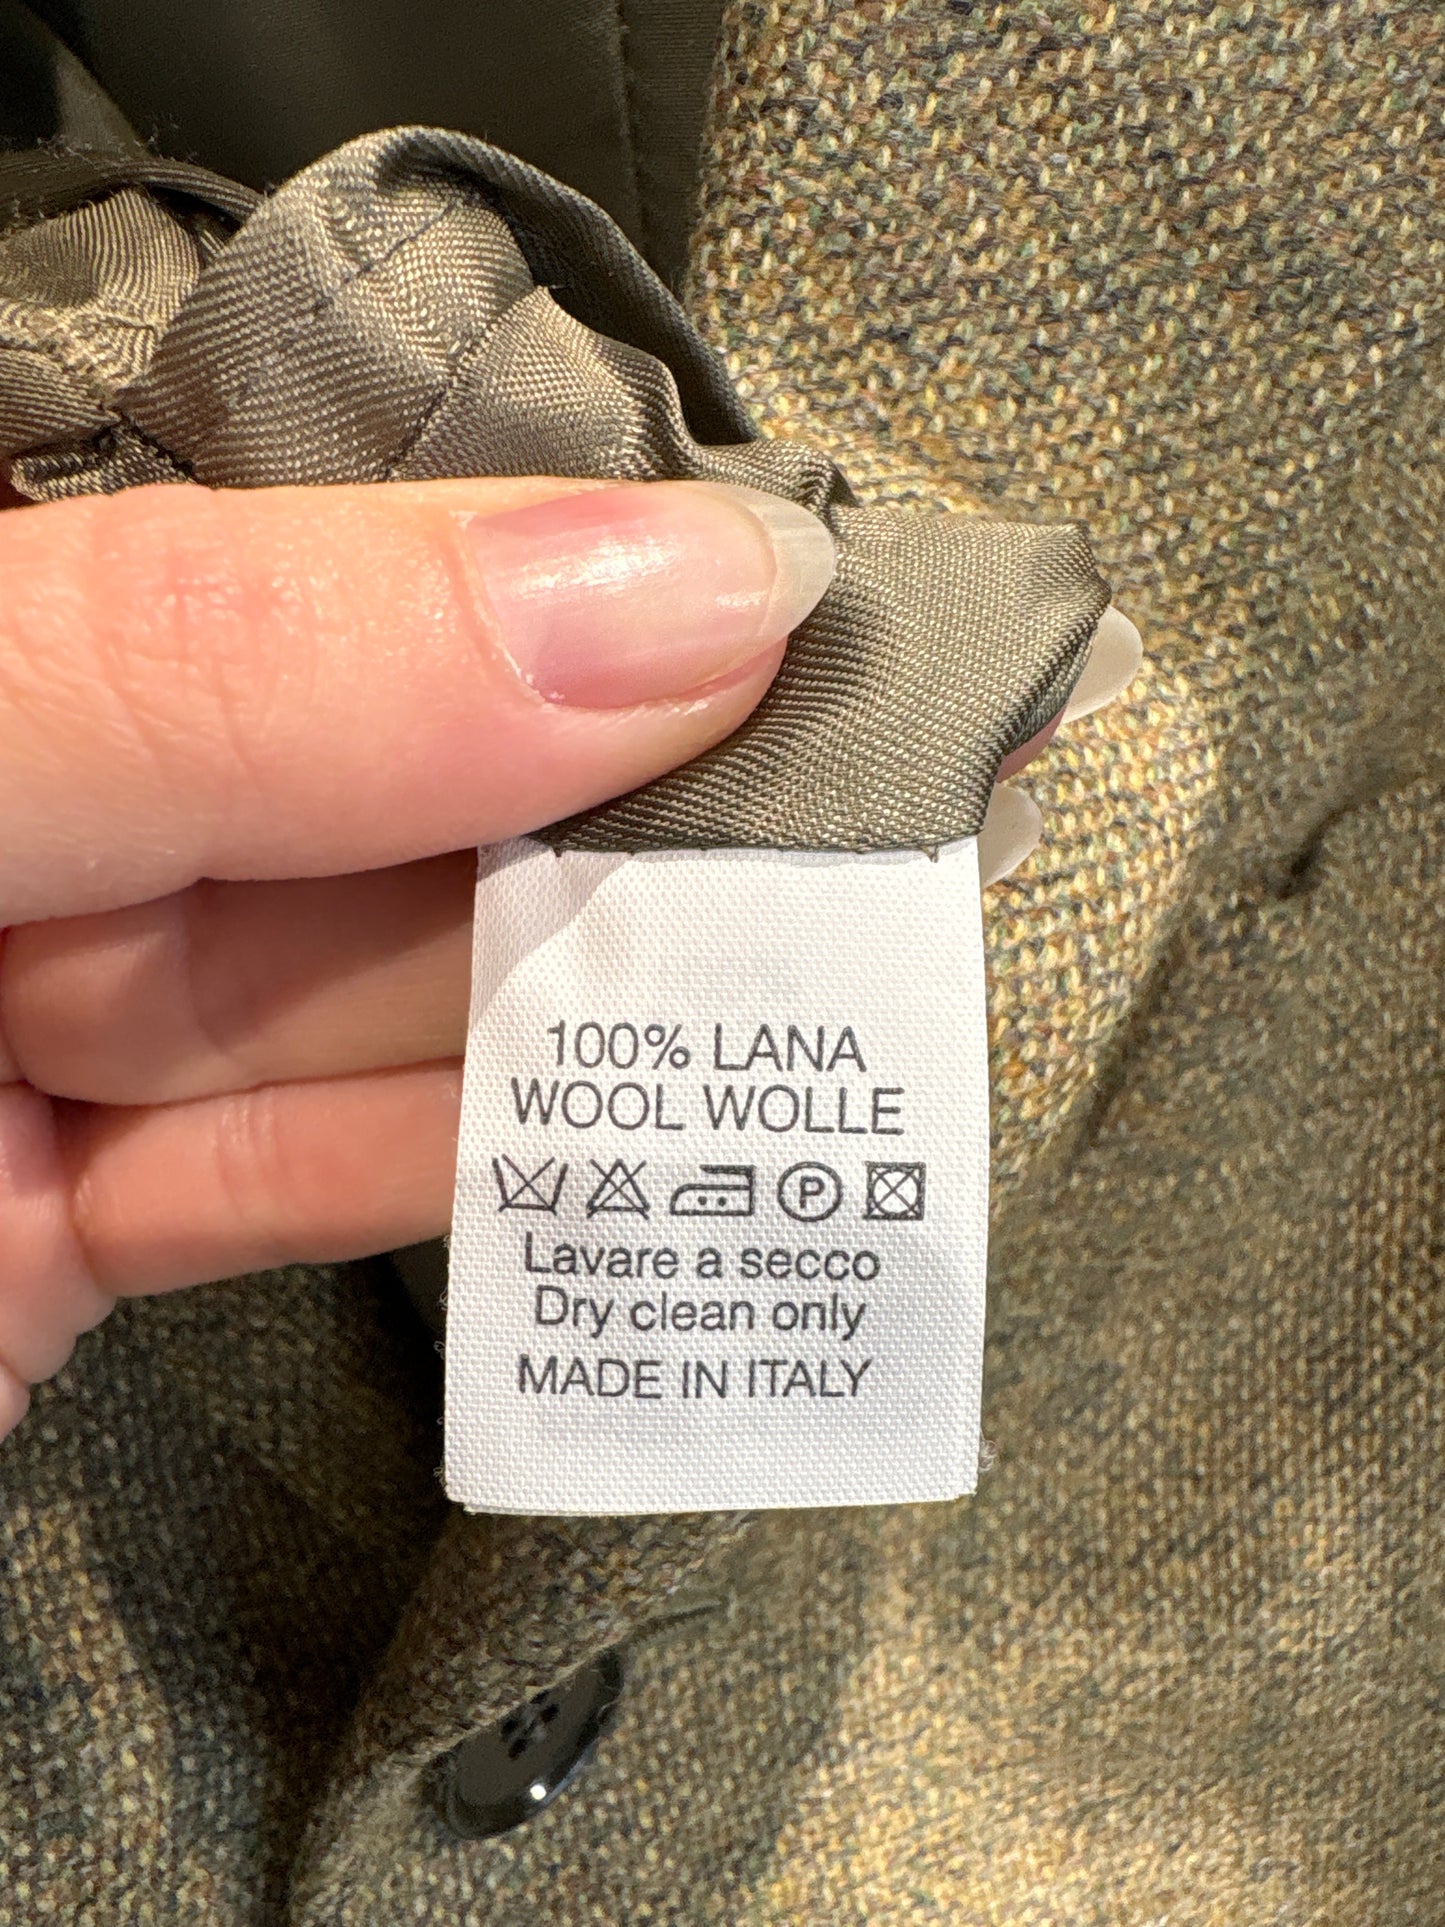 100% LANA
WOOL WOLLE
P
Lavare a secco
Dry clean only
MADE IN ITALY